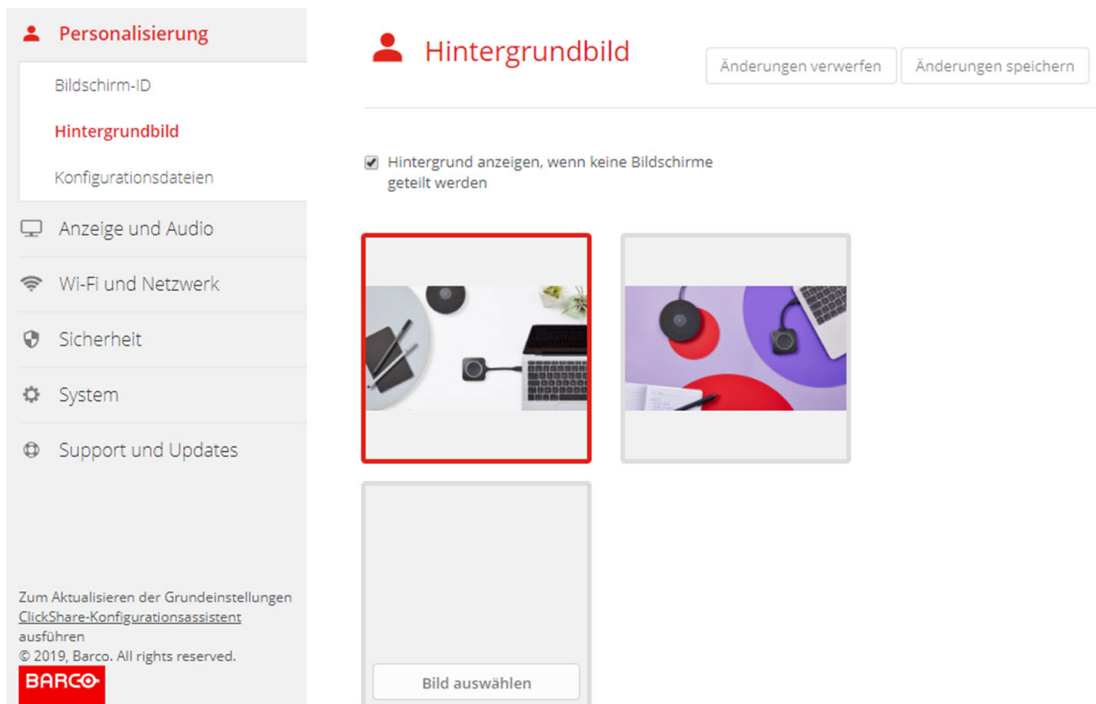 Personalisierung
Bildschirm-ID
Hintergrundbild
Konfigurationsdateien
Anzeige und Audio
Wi-Fi und Netzwerk
Sicherheit
System
Support und Updates
Zum Aktualisieren der Grundeinstellungen
ClickShare-Konfigurationsassistent
ausführen
© 2019, Barco. All rights reserved.
BARCO
Hintergrundbild
Änderungen verwerfen
Änderungen speichern
Hintergrund anzeigen, wenn keine Bildschirme
geteilt werden
Bild auswählen